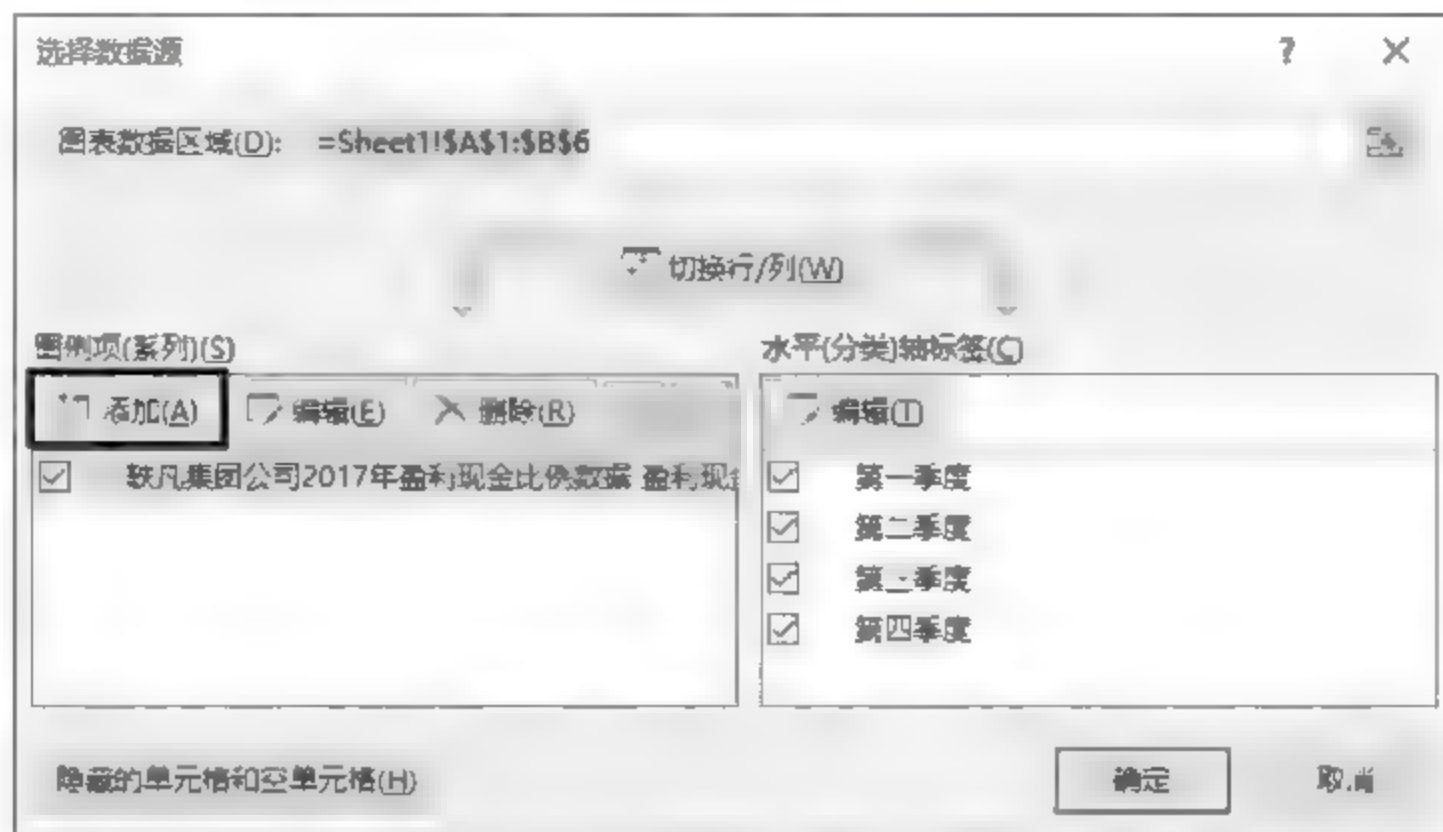 选择数据源
图表数据区域(D): =Sheet1!$A$1:$B$6
切换行/列(W)
图例项(系列)(S)
水平(分类)轴标签(C)
添加(A) 编辑(E) 删除(R)
编辑(T)
轶凡集团公司2017年盈利现金比例数据 盈利现金
第一季度
第二季度
第三季度
第四季度
隐藏的单元格和空单元格(H)
确定 取消